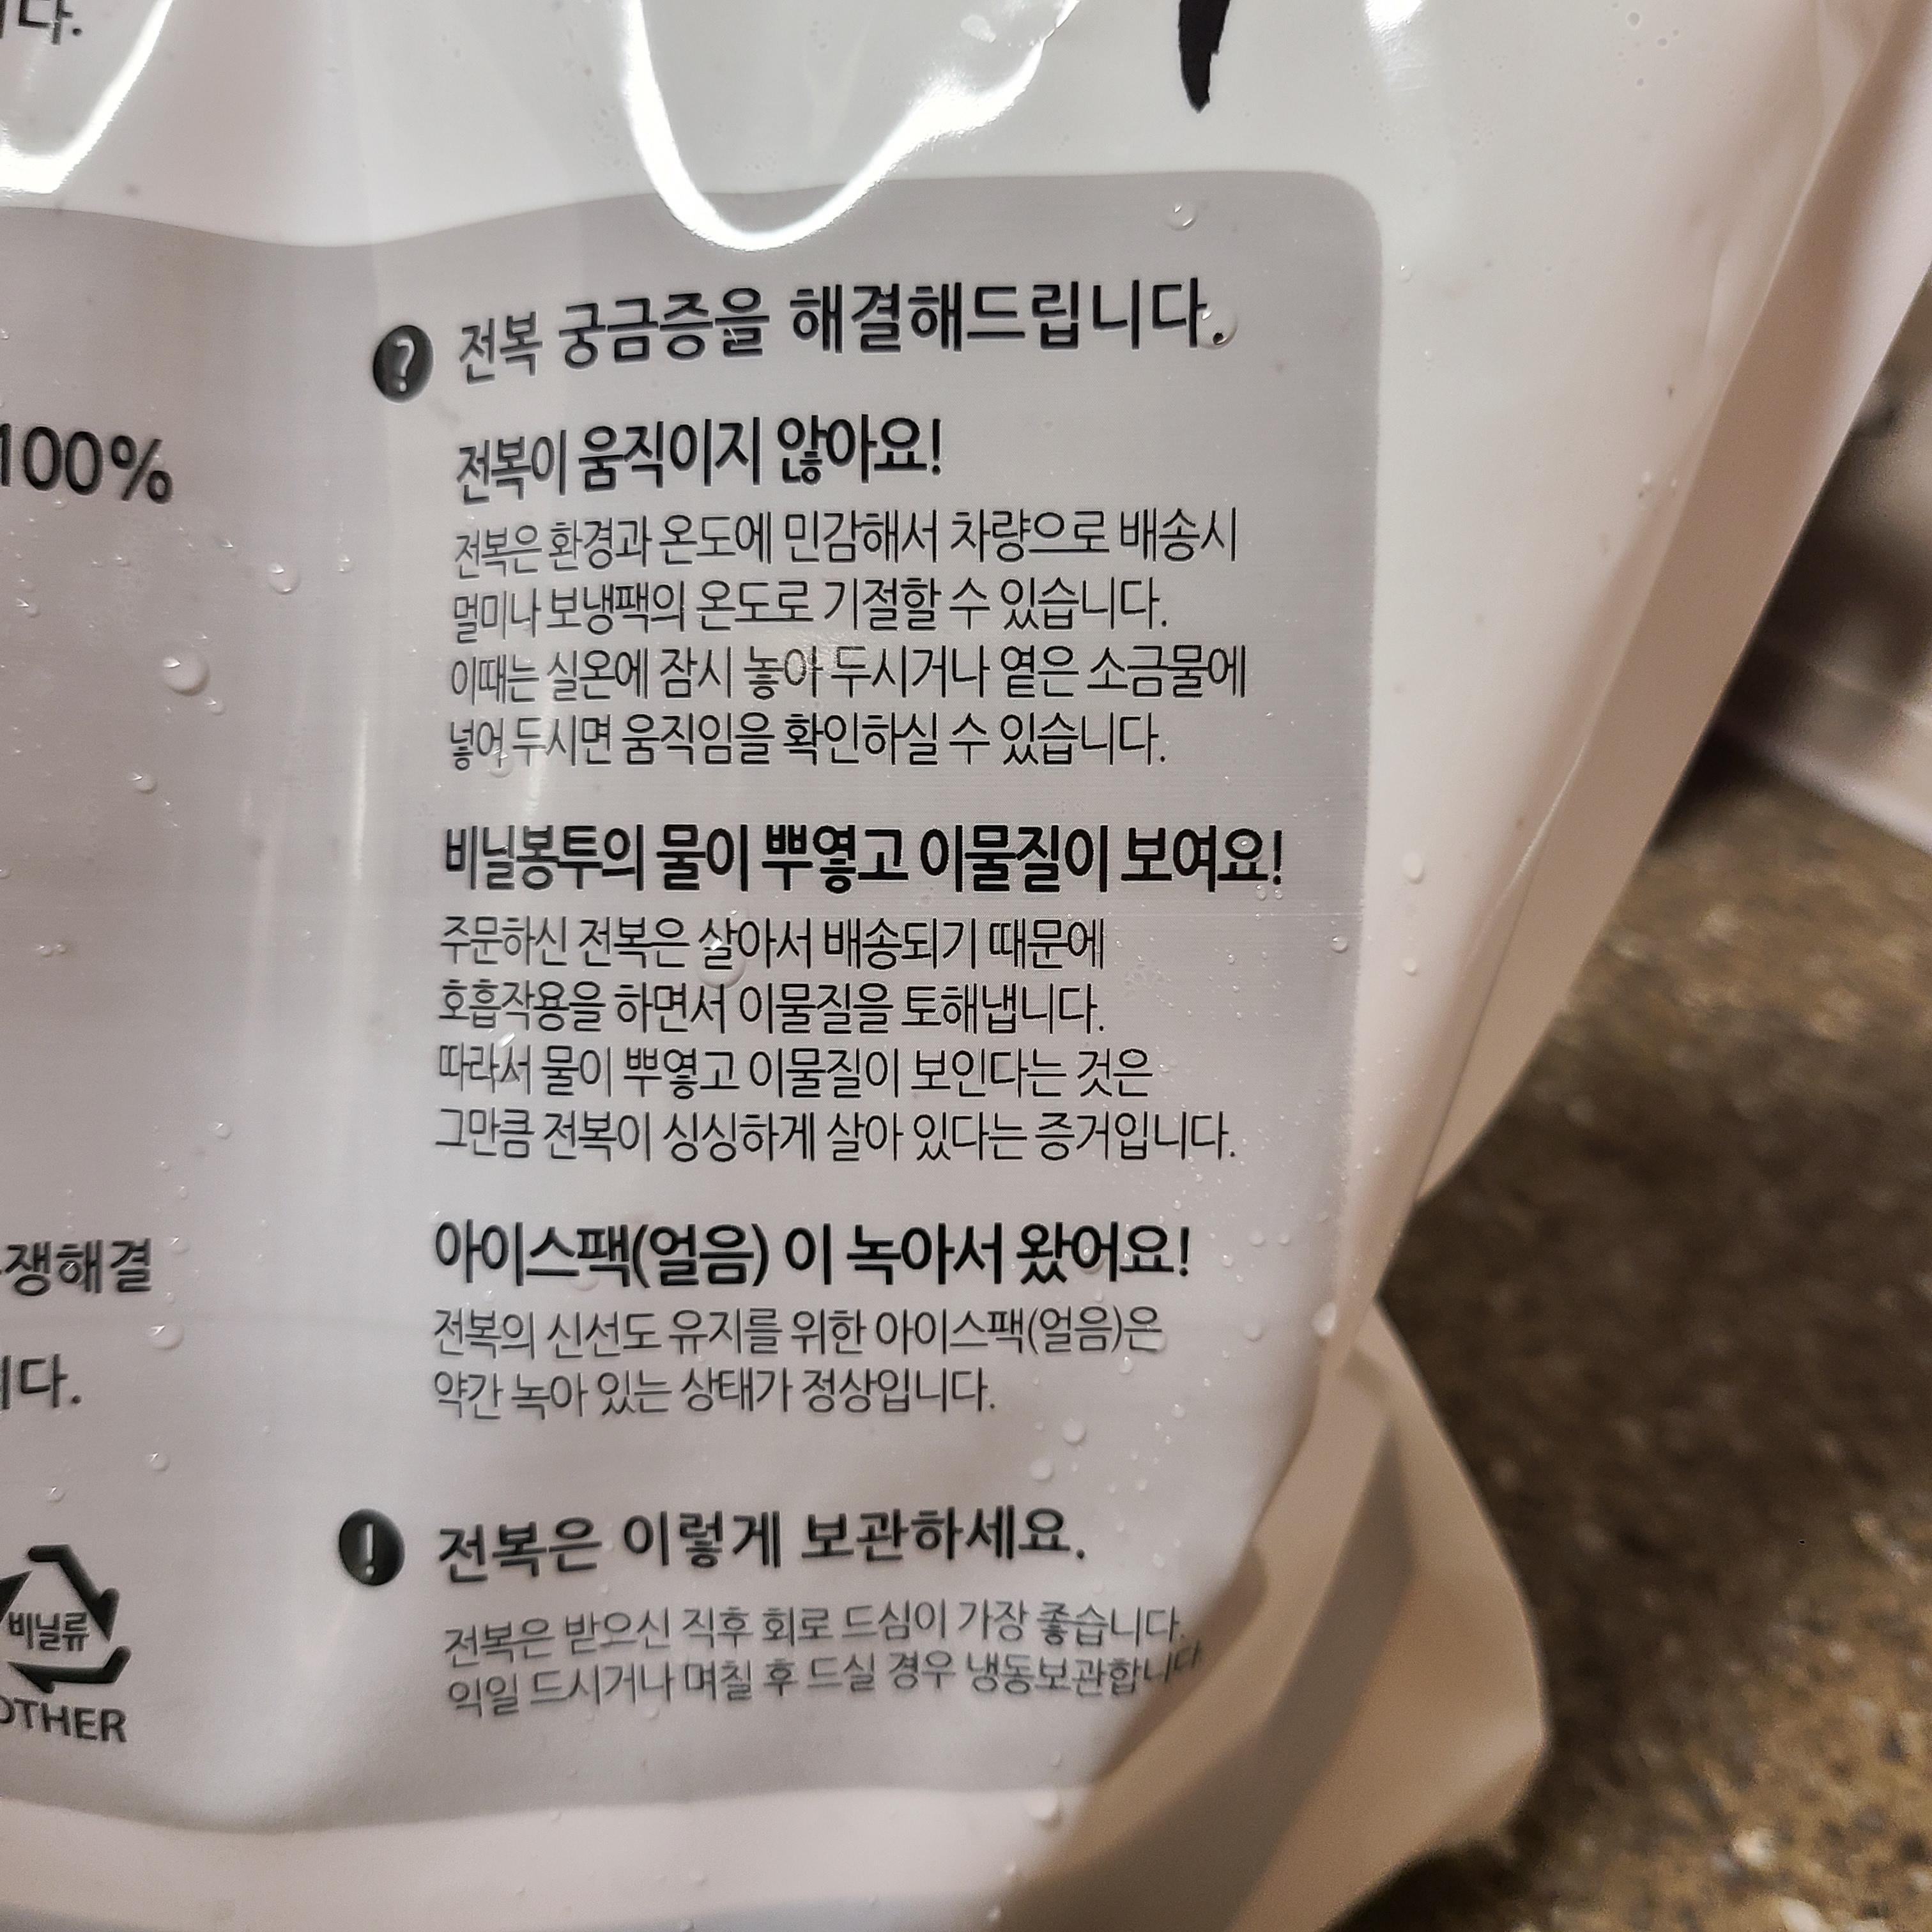 다.
100%
쟁해결
다.
비닐류
OTHER
? 전복 궁금증을 해결해드립니다.
전복이 움직이지 않아요!
전복은 환경과 온도에 민감해서 차량으로 배송시
멀미나 보냉팩의 온도로 기절할 수 있습니다.
이때는 실온에 잠시 놓아 두시거나 옅은 소금물에
넣어 두시면 움직임을 확인하실 수 있습니다.
비닐봉투의 물이 뿌옇고 이물질이 보여요!
주문하신 전복은 살아서 배송되기 때문에
호흡작용을 하면서 이물질을 토해냅니다.
따라서 물이 뿌옇고 이물질이 보인다는 것은
그만큼 전복이 싱싱하게 살아 있다는 증거입니다.
아이스팩(얼음) 이 녹아서 왔어요!
전복의 신선도 유지를 위한 아이스팩(얼음)은
약간 녹아 있는 상태가 정상입니다.
! 전복은 이렇게 보관하세요.
전복은 받으신 직후 회로 드심이 가장 좋습니다.
익일 드시거나 며칠 후 드실 경우 냉동보관합니다